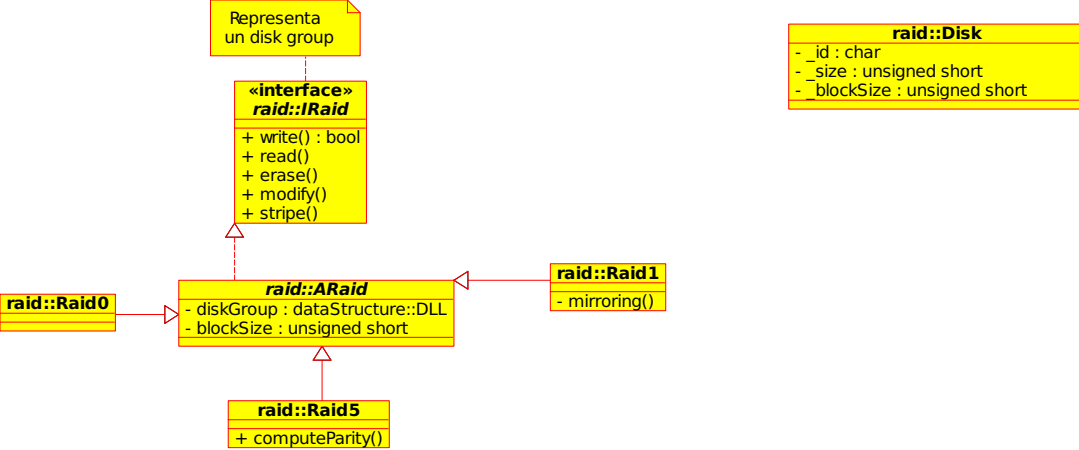 Representa
un disk group
«interface»
raid::IRaid
+ write() : bool
+ read()
+ erase()
+ modify()
+ stripe()
raid::Disk
- _id : char
- _size : unsigned short
- _blockSize : unsigned short
raid::ARaid
- diskGroup : dataStructure::DLL
- blockSize : unsigned short
raid::Raid0
raid::Raid1
- mirroring()
raid::Raid5
+ computeParity()